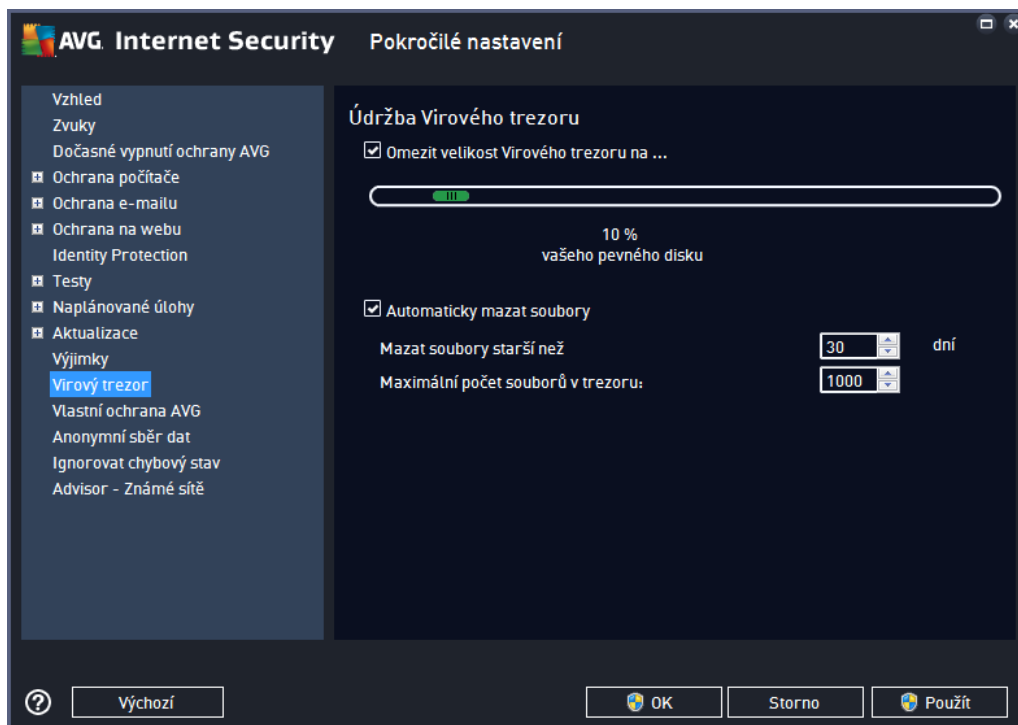 AVG. Internet Security Pokročilé nastavení
Vzhled
Zvuky
Dočasné vypnutí ochrany AVG
Ochrana počítače
Ochrana e-mailu
Ochrana na webu
Identity Protection
Testy
Naplánované úlohy
Aktualizace
Výjimky
Virový trezor
Vlastní ochrana AVG
Anonymní sběr dat
Ignorovat chybový stav
Advisor - Známé sítě
Údržba Virového trezoru
Omezit velikost Virového trezoru na ...
10 %
vašeho pevného disku
Automaticky mazat soubory
Mazat soubory starší než 30 dní
Maximální počet souborů v trezoru: 1000
? Výchozí OK Storno Použít